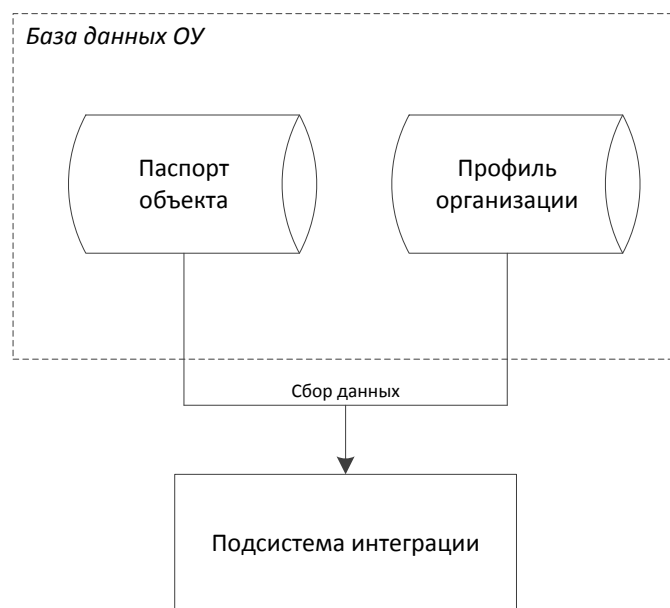 База данных ОУ
Паспорт
объекта
Профиль
организации
Сбор данных
Подсистема интеграции